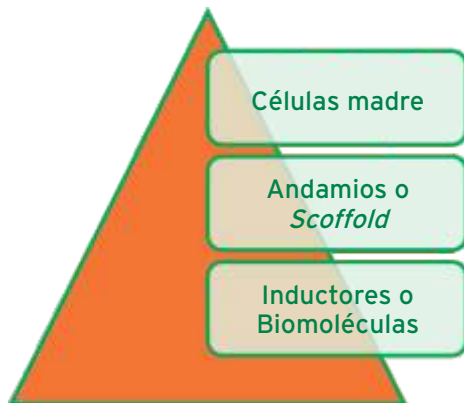 Células madre
Andamios o
Scoffold
Inductores o
Biomoléculas